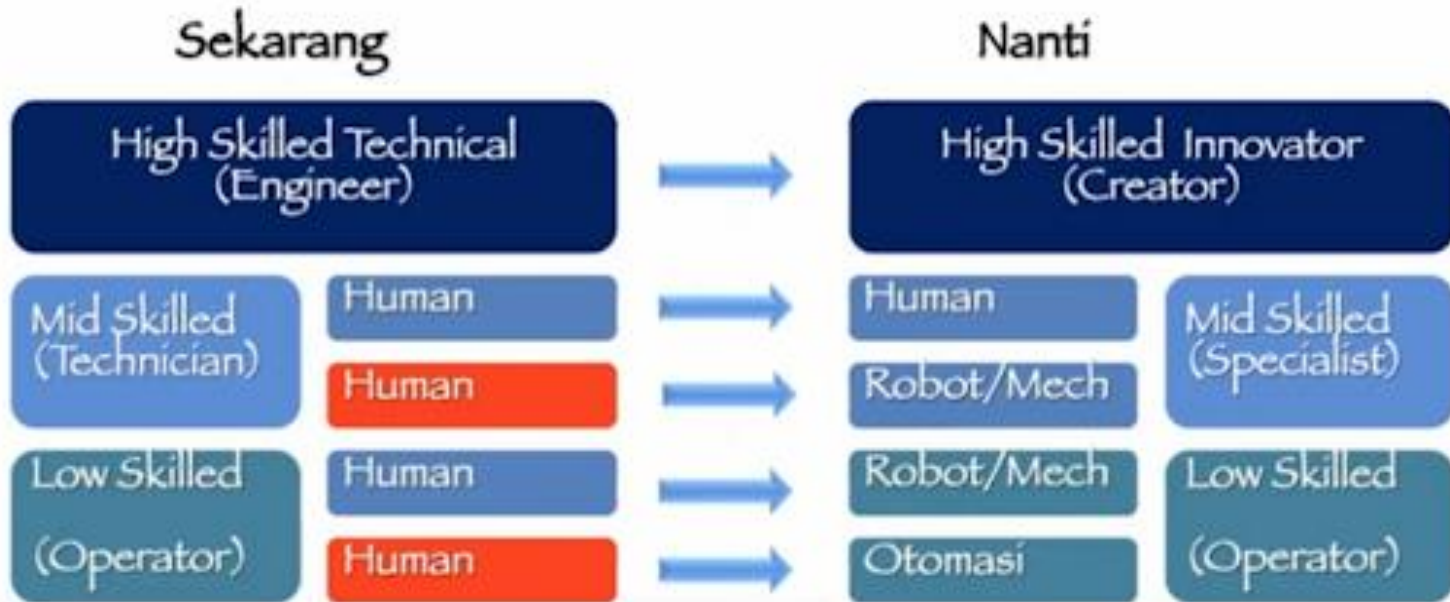 Sekarang
Nanti
High Skilled Technical
(Engineer)
High Skilled Innovator
(Creator)
Mid Skilled
(Technician)
Human
Human
Human
Robot/Mech
Mid Skilled
(Specialist)
Low Skilled
(Operator)
Human
Human
Robot/Mech
Otomasi
Low Skilled
(Operator)